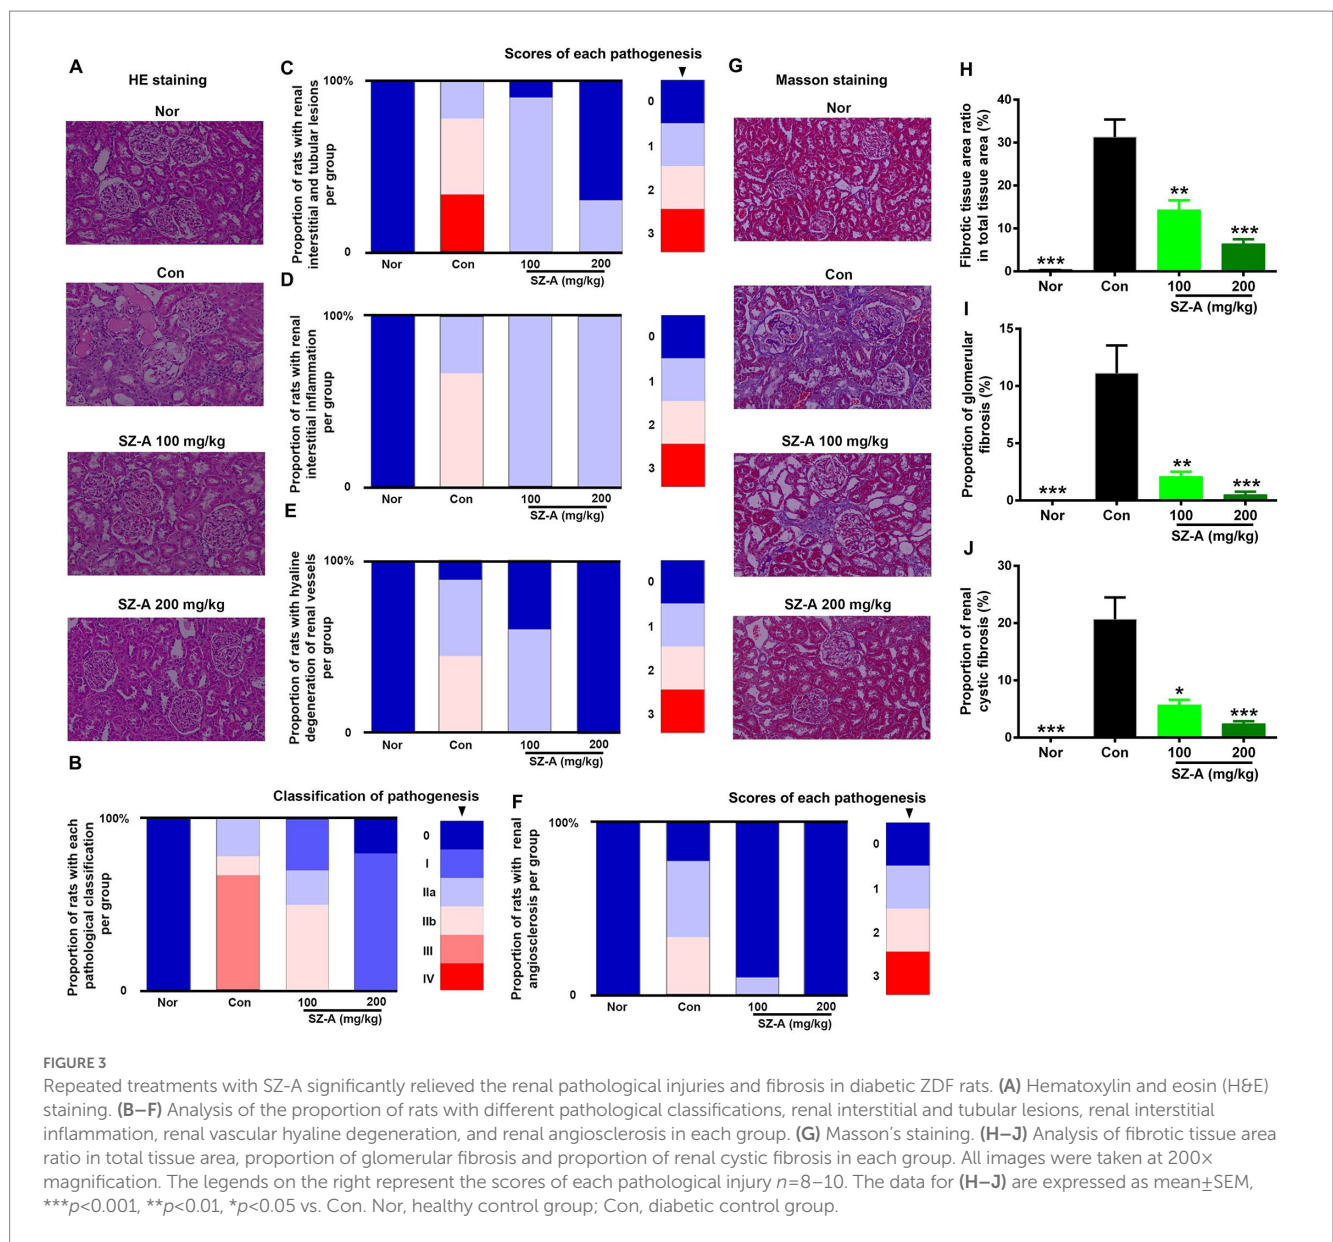 A
HE staining
Nor
Con
SZ-A 100 mg/kg
SZ-A 200 mg/kg
C
Scores of each pathogenesis
Proportion of rats with renal
interstitial and tubular lesions
per group
100%
0
Nor
Con
100
200
SZ-A (mg/kg)
0
1
2
3
D
Proportion of rats with renal
interstitial inflammation
per group
100%
0
Nor
Con
100
200
SZ-A (mg/kg)
0
1
2
3
E
Proportion of rats with hyaline
degeneration of renal vessels
per group
100%
0
Nor
Con
100
200
SZ-A (mg/kg)
0
1
2
3
B
Classification of pathogenesis
Proportion of rats with each
pathological classification
per group
100%
0
Nor
Con
100
200
SZ-A (mg/kg)
0
I
IIa
IIb
III
IV
F
Scores of each pathogenesis
Proportion of rats with renal
angiosclerosis per group
100%
0
Nor
Con
100
200
SZ-A (mg/kg)
0
1
2
3
G
Masson staining
Nor
Con
SZ-A 100 mg/kg
SZ-A 200 mg/kg
H
Fibrotic tissue area ratio
in total tissue area (%)
40
30
20
10
0
***
**
***
Nor
Con
100
200
SZ-A (mg/kg)
I
Proportion of glomerular
fibrosis (%)
15
10
5
0
***
**
***
Nor
Con
100
200
SZ-A (mg/kg)
J
Proportion of renal
cystic fibrosis (%)
30
20
10
0
***
*
***
Nor
Con
100
200
SZ-A (mg/kg)
FIGURE 3
Repeated treatments with SZ-A significantly relieved the renal pathological injuries and fibrosis in diabetic ZDF rats. (A) Hematoxylin and eosin (H&E)
staining. (B–F) Analysis of the proportion of rats with different pathological classifications, renal interstitial and tubular lesions, renal interstitial
inflammation, renal vascular hyaline degeneration, and renal angiosclerosis in each group. (G) Masson's staining. (H–J) Analysis of fibrotic tissue area
ratio in total tissue area, proportion of glomerular fibrosis and proportion of renal cystic fibrosis in each group. All images were taken at 200×
magnification. The legends on the right represent the scores of each pathological injury n=8–10. The data for (H–J) are expressed as mean±SEM,
***p<0.001, **p<0.01, *p<0.05 vs. Con. Nor, healthy control group; Con, diabetic control group.